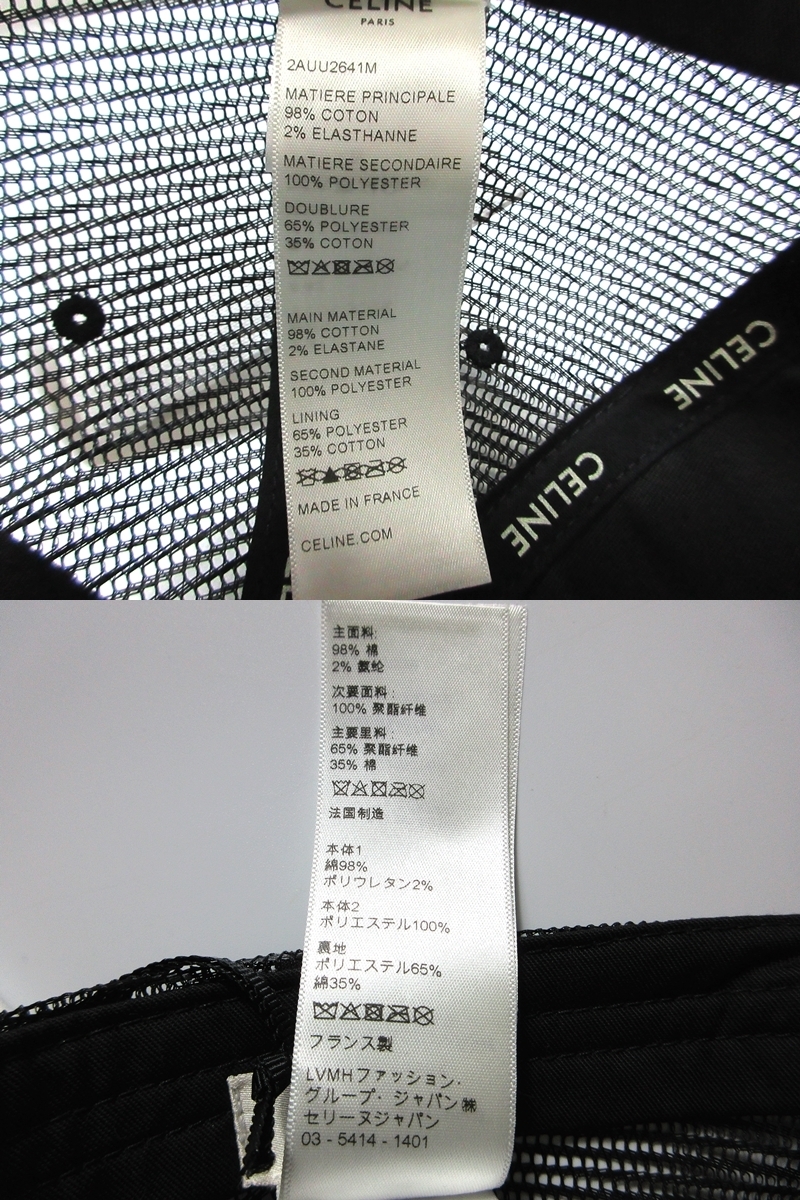 CELINE
PARIS
2AUU2641M
MATIERE PRINCIPALE
98% COTON
2% ELASTHANNE
MATIERE SECONDAIRE
100% POLYESTER
DOUBLURE
65% POLYESTER
35% COTON
MAIN MATERIAL
98% COTTON
2% ELASTANE
SECOND MATERIAL
100% POLYESTER
LINING
65% POLYESTER
35% COTTON
MADE IN FRANCE
CELINE.COM
CELINE
CELINE
主面料:
98% 棉
2% 氨纶
次要面料:
100% 聚酯纤维
主要里料:
65% 聚酯纤维
35% 棉
法国制造
本体1
綿98%
ポリウレタン2%
本体2
ポリエステル100%
裏地
ポリエステル65%
綿35%
フランス製
LVMHファッション·
グループ· ジャパン㈱
セリーヌジャパン
03 - 5414 - 1401